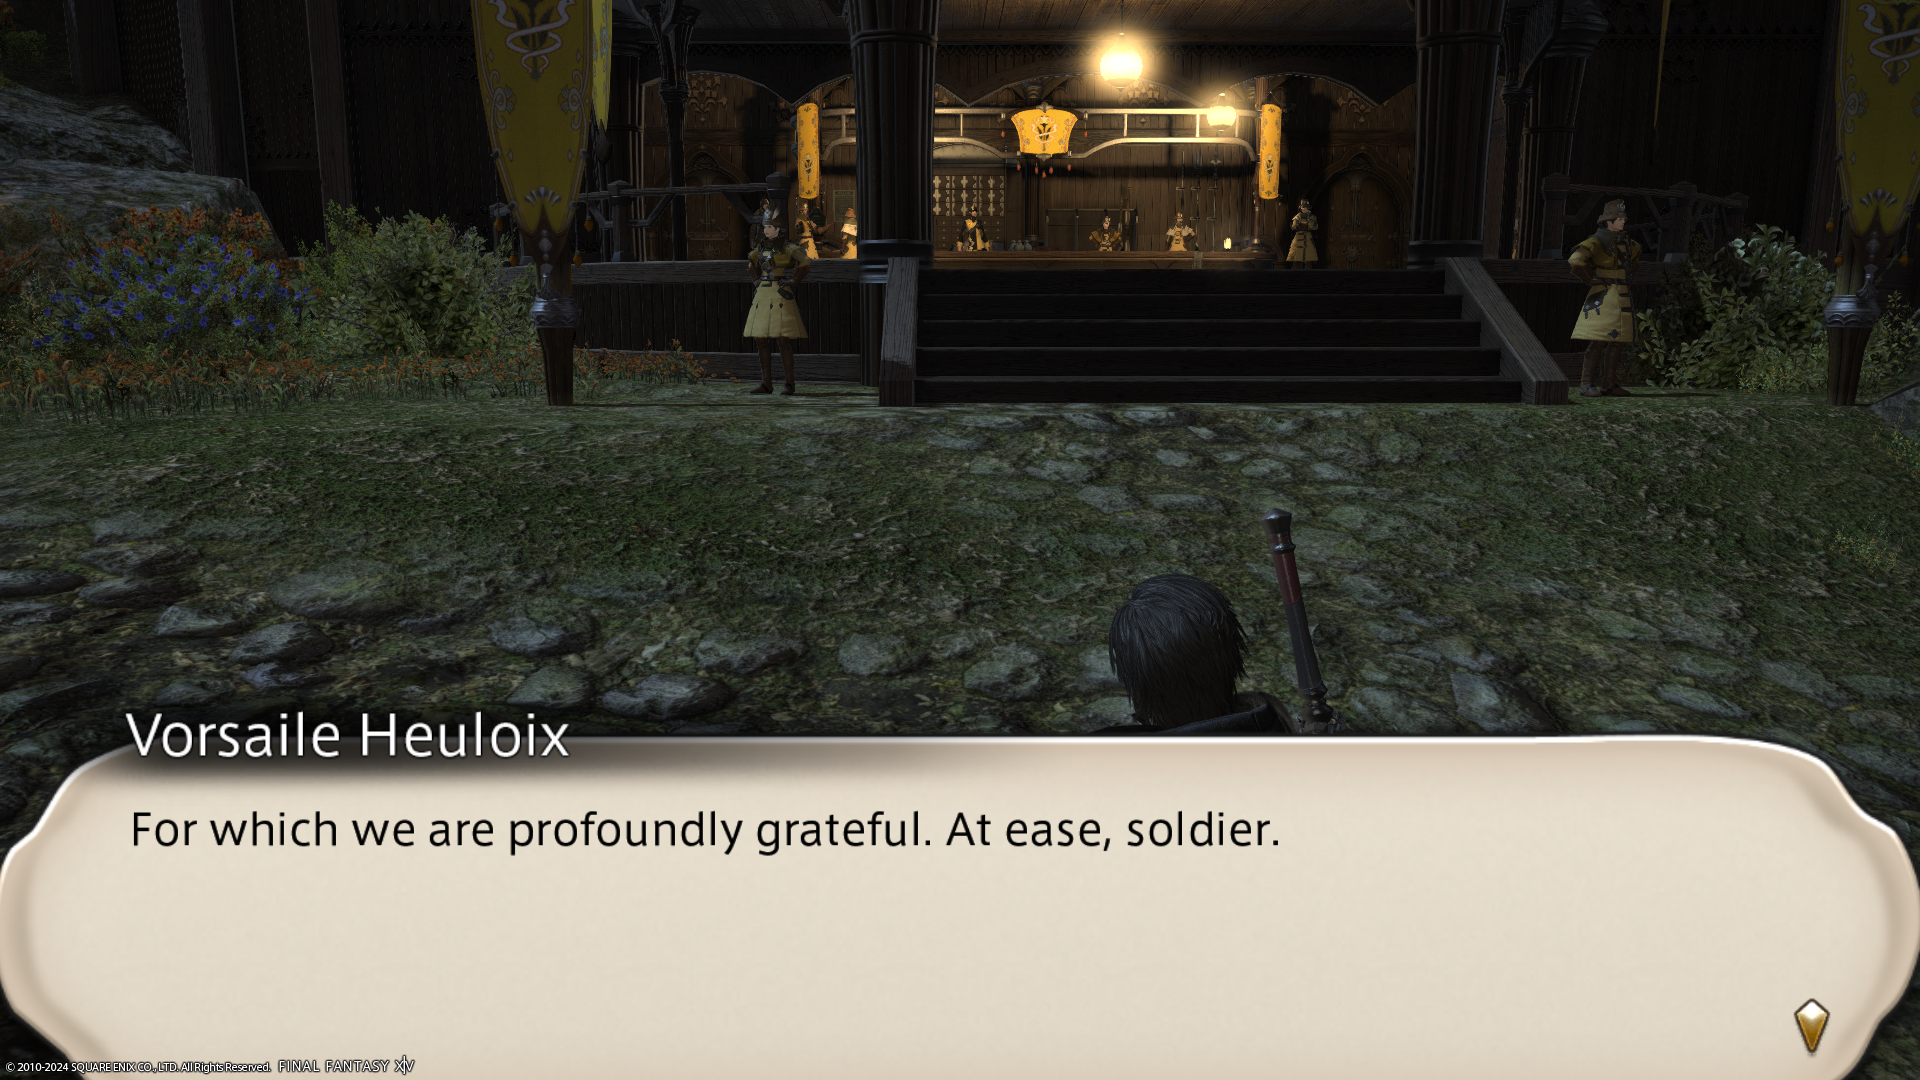 Vorsaile Heuloix
For which we are profoundly grateful. At ease, soldier.
© 2010-2024 SQUARE ENIX CO., LTD. All Rights Reserved. FINAL FANTASY XIV